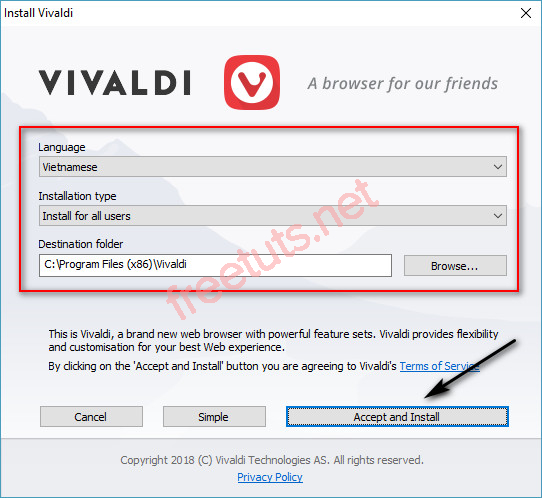 Install Vivaldi
VIVALDI
A browser for our friends
Language
Vietnamese
Installation type
Install for all users
Destination folder
C:\Program Files (x86)\Vivaldi
Browse...
freetuts.net
This is Vivaldi, a brand new web browser with powerful feature sets. Vivaldi provides flexibility
and customisation for your best Web experience.
By clicking on the 'Accept and Install' button you are agreeing to Vivaldi's Terms of Service
Cancel
Simple
Accept and Install
Copyright 2018 (C) Vivaldi Technologies AS. All rights reserved.
Privacy Policy